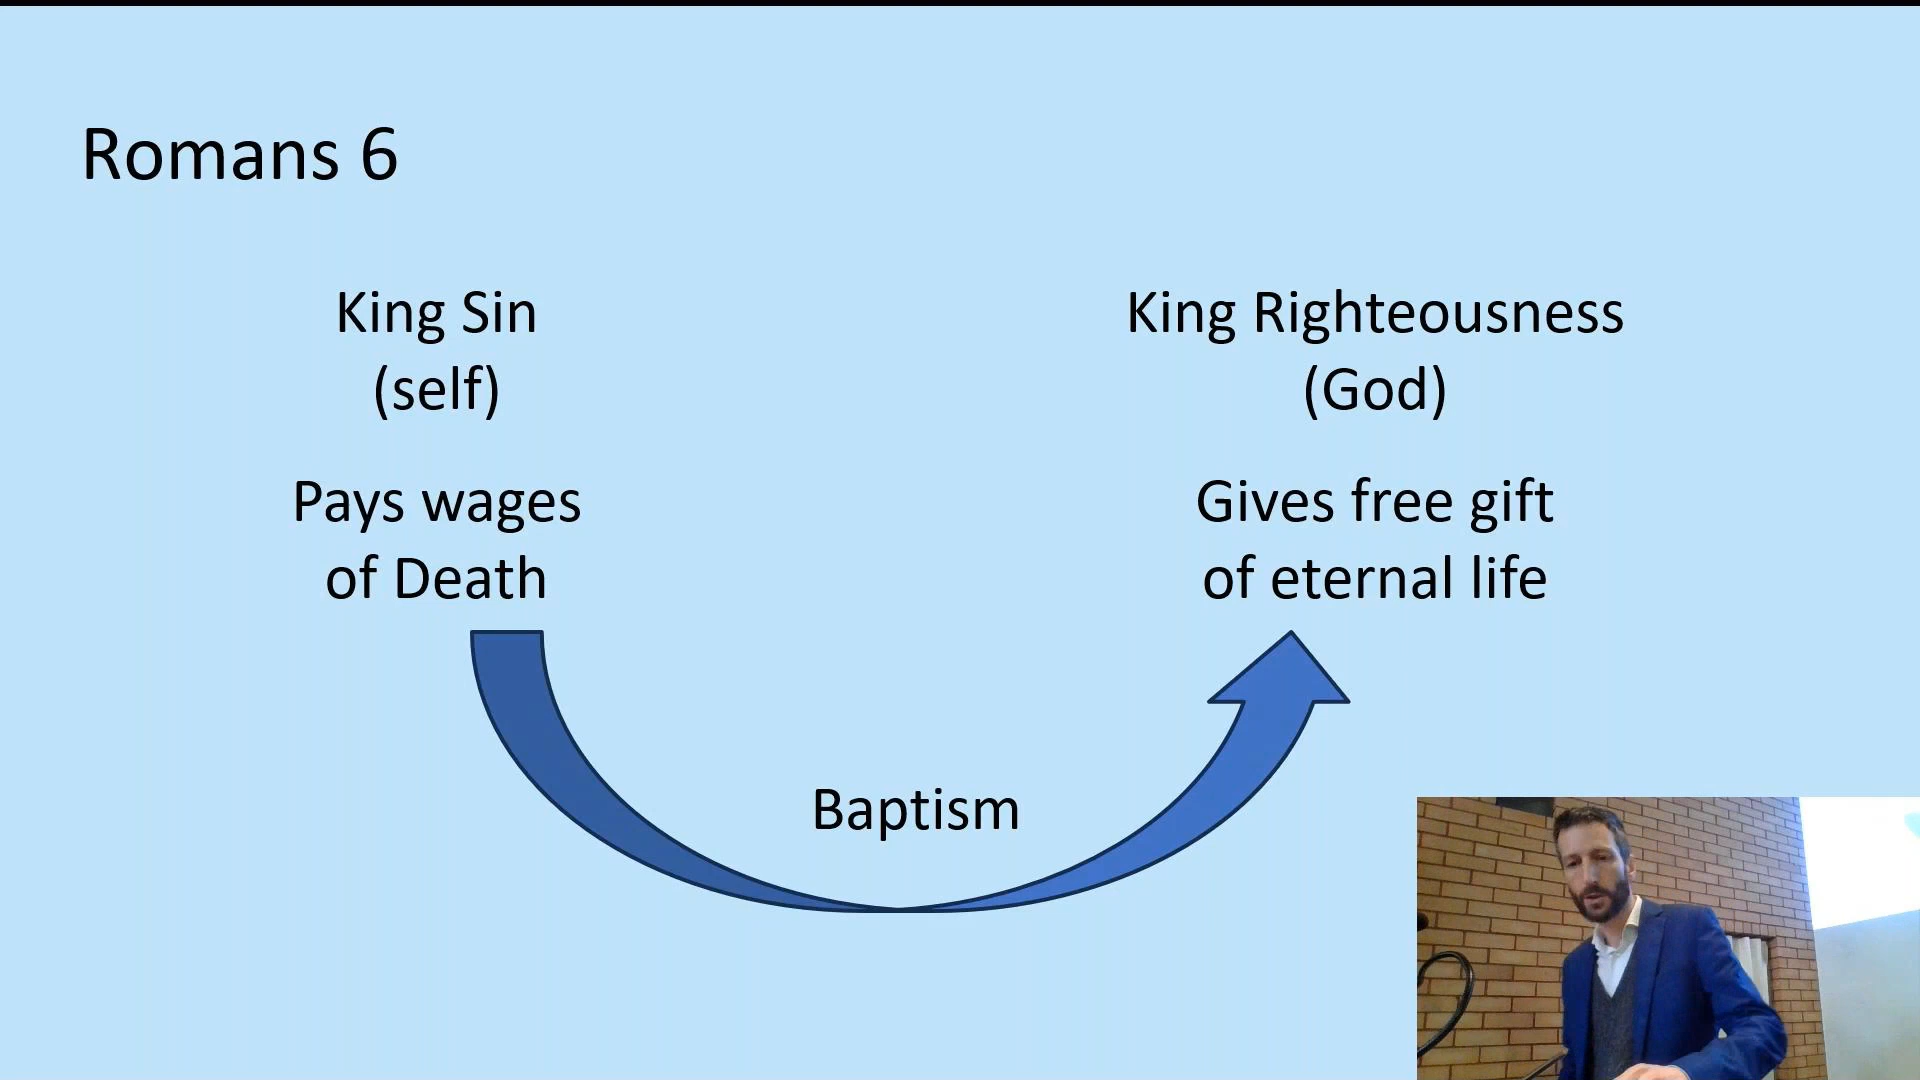 Romans 6
King Sin
(self)
Pays wages
of Death
King Righteousness
(God)
Gives free gift
of eternal life
Baptism